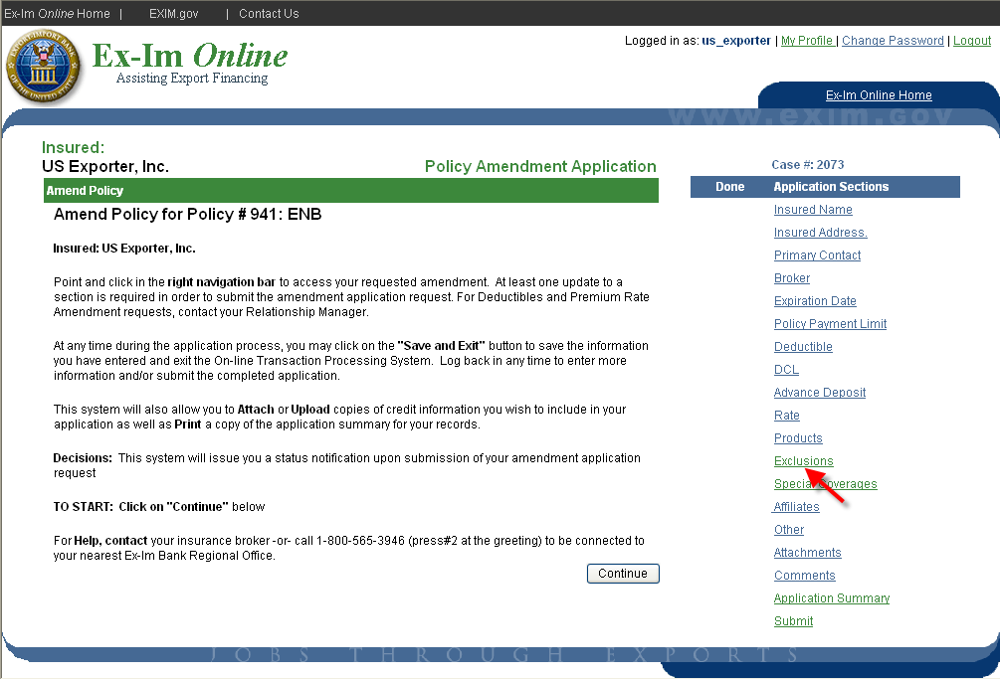 Ex-Im Online Home | EXIM.gov | Contact Us
Logged in as: us_exporter | My Profile | Change Password | Logout
EXPORT-IMPORT BANK
OF THE UNITED STATES
Ex-Im Online
Assisting Export Financing
Ex-Im Online Home
www.exim.gov
Insured:
US Exporter, Inc.
Policy Amendment Application
Amend Policy
Amend Policy for Policy # 941: ENB
Insured: US Exporter, Inc.
Point and click in the right navigation bar to access your requested amendment. At least one update to a
section is required in order to submit the amendment application request. For Deductibles and Premium Rate
Amendment requests, contact your Relationship Manager.
At any time during the application process, you may click on the "Save and Exit" button to save the information
you have entered and exit the On-line Transaction Processing System. Log back in any time to enter more
information and/or submit the completed application.
This system will also allow you to Attach or Upload copies of credit information you wish to include in your
application as well as Print a copy of the application summary for your records.
Decisions: This system will issue you a status notification upon submission of your amendment application
request
TO START: Click on "Continue" below
For Help, contact your insurance broker -or- call 1-800-565-3946 (press#2 at the greeting) to be connected to
your nearest Ex-Im Bank Regional Office.
Continue
Case #: 2073
Done Application Sections
Insured Name
Insured Address.
Primary Contact
Broker
Expiration Date
Policy Payment Limit
Deductible
DCL
Advance Deposit
Rate
Products
Exclusions
Special Coverages
Affiliates
Other
Attachments
Comments
Application Summary
Submit
JOBS THROUGH EXPORTS